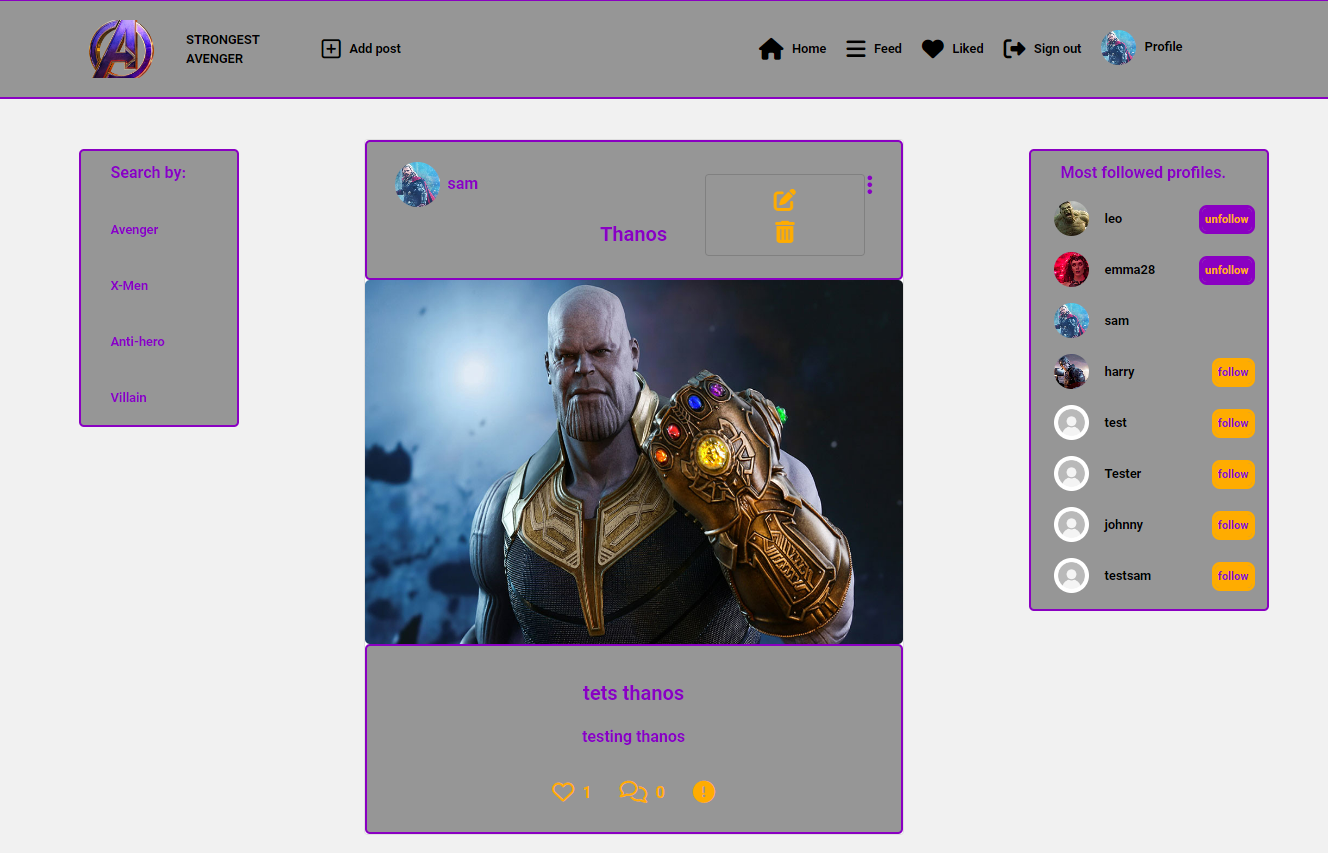 STRONGEST
AVENGER
Add post
Home
Feed
Liked
Sign out
Profile
Search by:
Avenger
X-Men
Anti-hero
Villain
sam
Thanos
tets thanos
testing thanos
1
0
Most followed profiles.
leo
unfollow
emma28
unfollow
sam
harry
follow
test
follow
Tester
follow
johnny
follow
testsam
follow